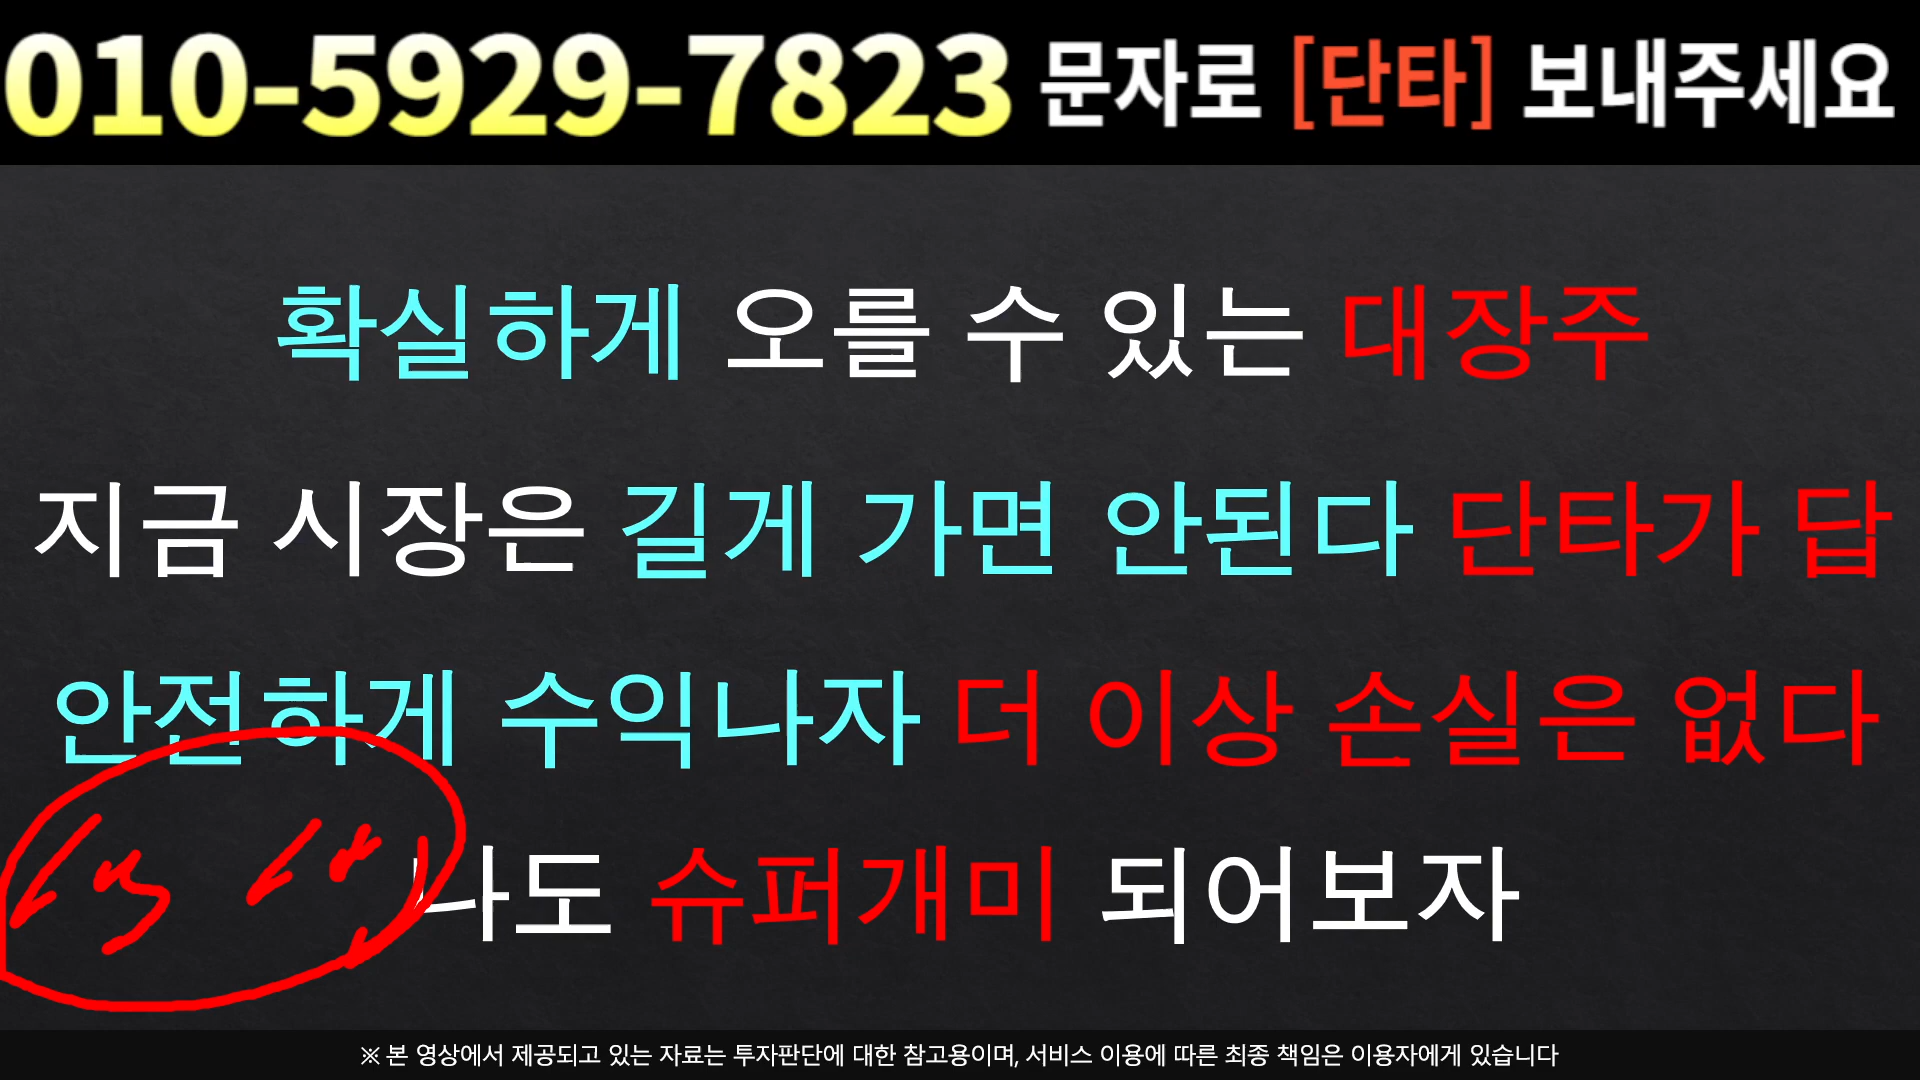 010-5929-7823 문자로 [단타] 보내주세요
확실하게 오를 수 있는 대장주
지금 시장은 길게 가면 안된다 단타가 답
안전하게 수익나자 더 이상 손실은 없다
나도 슈퍼개미 되어보자
※ 본 영상에서 제공되고 있는 자료는 투자판단에 대한 참고용이며, 서비스 이용에 따른 최종 책임은 이용자에게 있습니다